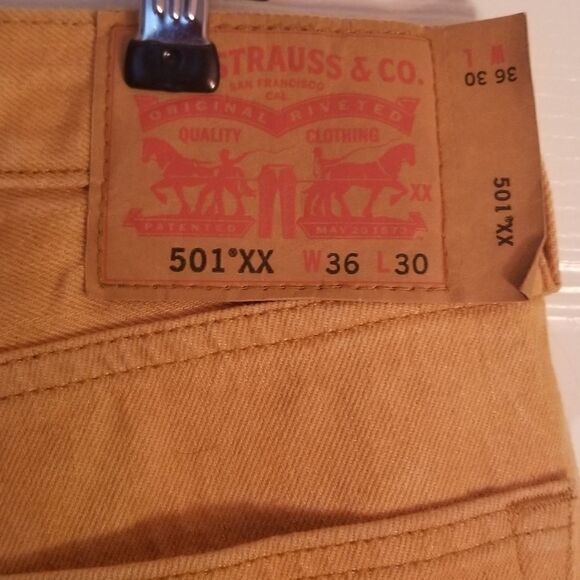 STRAUSS & CO.
SAN FRANCISCO
CAL
ORIGINAL RIVETED
QUALITY CLOTHING
XX
PATENTED MAY 20 1873
501®XX W36 L30
W L
36 30
501®XX